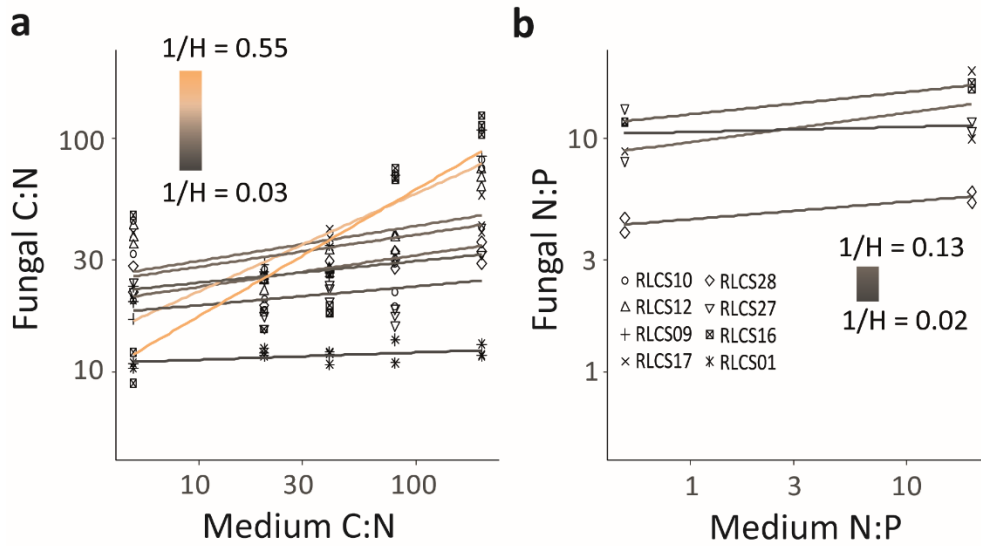 a
1/H = 0.55
1/H = 0.03
100
30
10
Fungal C:N
10
30
100
Medium C:N
b
10
3
1
Fungal N:P
1/H = 0.13
1/H = 0.02
RLCS10
RLCS28
RLCS12
RLCS27
RLCS09
RLCS16
RLCS17
RLCS01
1
3
10
Medium N:P